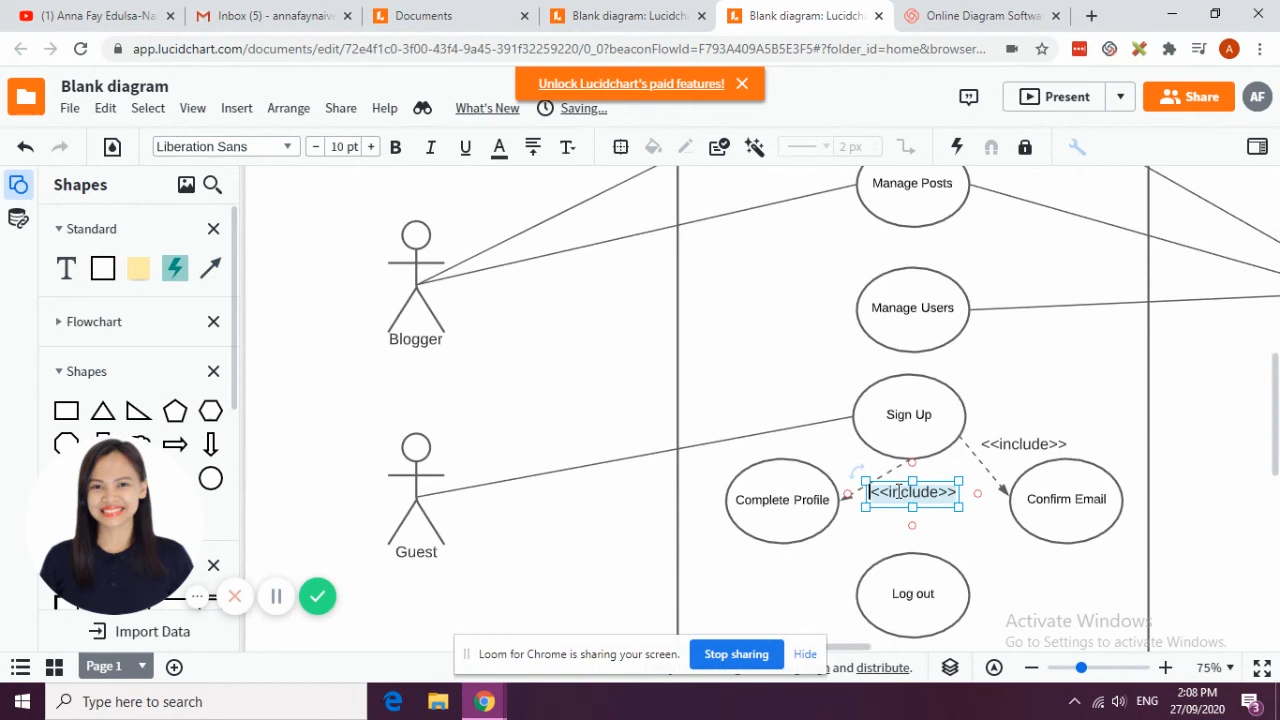 (1) Anna Fay Edulsa-Na
Inbox (5) - annafaynaive
Documents
Blank diagram: Lucidcha
Blank diagram: Lucidcha
Online Diagram Softwa
app.lucidchart.com/documents/edit/72e4f1c0-3f00-43f4-9a45-391f32259220/0_0?beaconFlowId=F793A409A5B5E3F5#?folder_id=home&browser...
A
Blank diagram
Unlock Lucidchart's paid features!
File Edit Select View Insert Arrange Share Help What's New Saving...
Present
Share
AF
Liberation Sans
10 pt
2 px
Shapes
Standard
Flowchart
Shapes
Import Data
Manage Posts
Blogger
Manage Users
Sign Up
<<include>>
Complete Profile
<<include>>
Confirm Email
Guest
Log out
Activate Windows
Go to Settings to activate Windows.
Loom for Chrome is sharing your screen.
Stop sharing
Hide
and distribute.
Page 1
75%
Type here to search
ENG
2:08 PM
27/09/2020
3